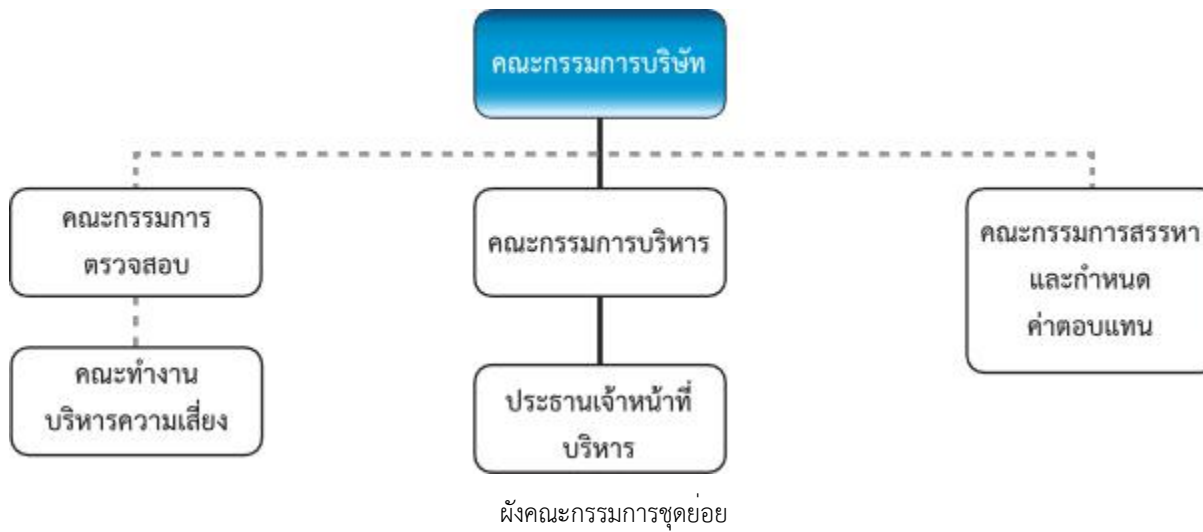 คณะกรรมการบริษัท
คณะกรรมการ
ตรวจสอบ
คณะกรรมการบริหาร
คณะกรรมการสรรหา
และกำหนด
ค่าตอบแทน
คณะทำงาน
บริหารความเสี่ยง
ประธานเจ้าหน้าที่
บริหาร
ผังคณะกรรมการชุดย่อย